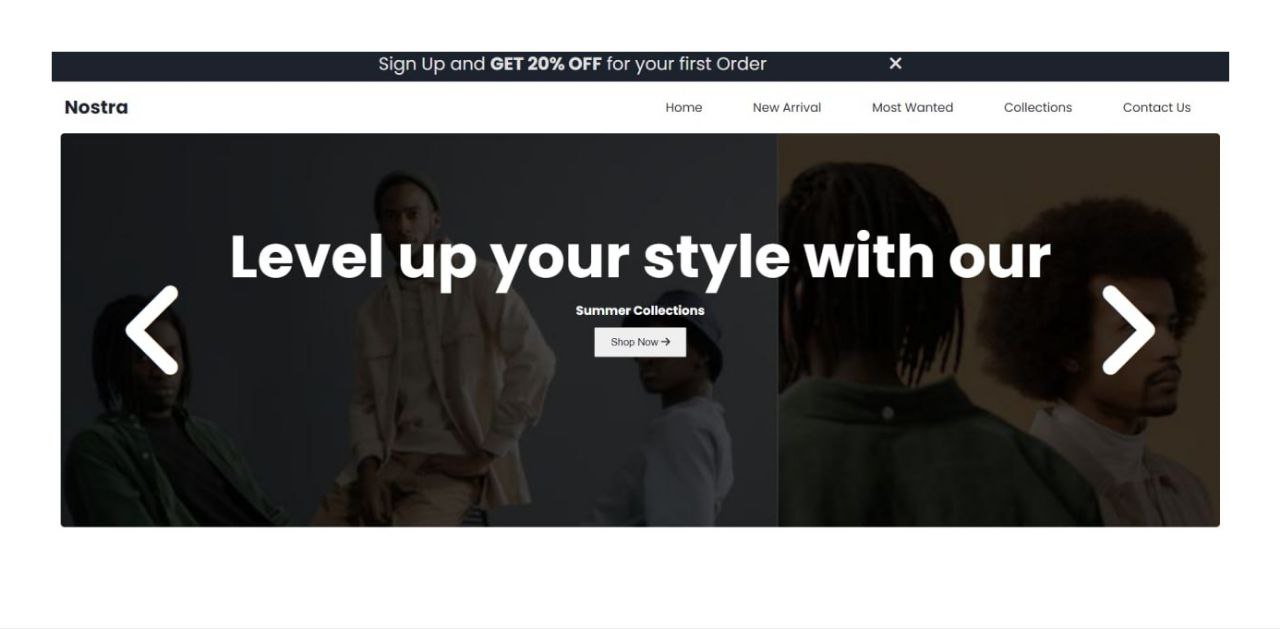 Sign Up and GET 20% OFF for your first Order ✕
Nostra
Home New Arrival Most Wanted Collections Contact Us
Level up your style with our
Summer Collections
Shop Now →